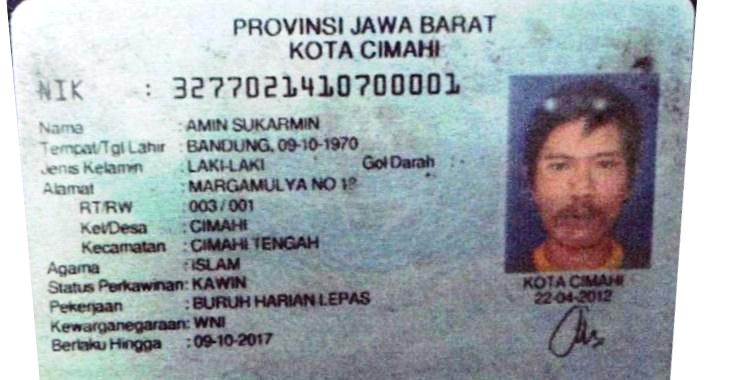 PROVINSI JAWA BARAT
KOTA CIMAHI
NIK : 3277021410700001
Nama : AMIN SUKARMIN
Tempat/Tgl Lahir : BANDUNG, 09-10-1970
Jenis Kelamin : LAKI-LAKI Gol Darah : -
Alamat : MARGAMULYA NO
RT/RW : 003 / 001
Kel/Desa : CIMAHI
Kecamatan : CIMAHI TENGAH
Agama : ISLAM
Status Perkawinan: KAWIN
Pekerjaan : BURUH HARIAN LEPAS
Kewarganegaraan: WNI
Berlaku Hingga : 09-10-2017
KOTA CIMAHI
22-04-2012